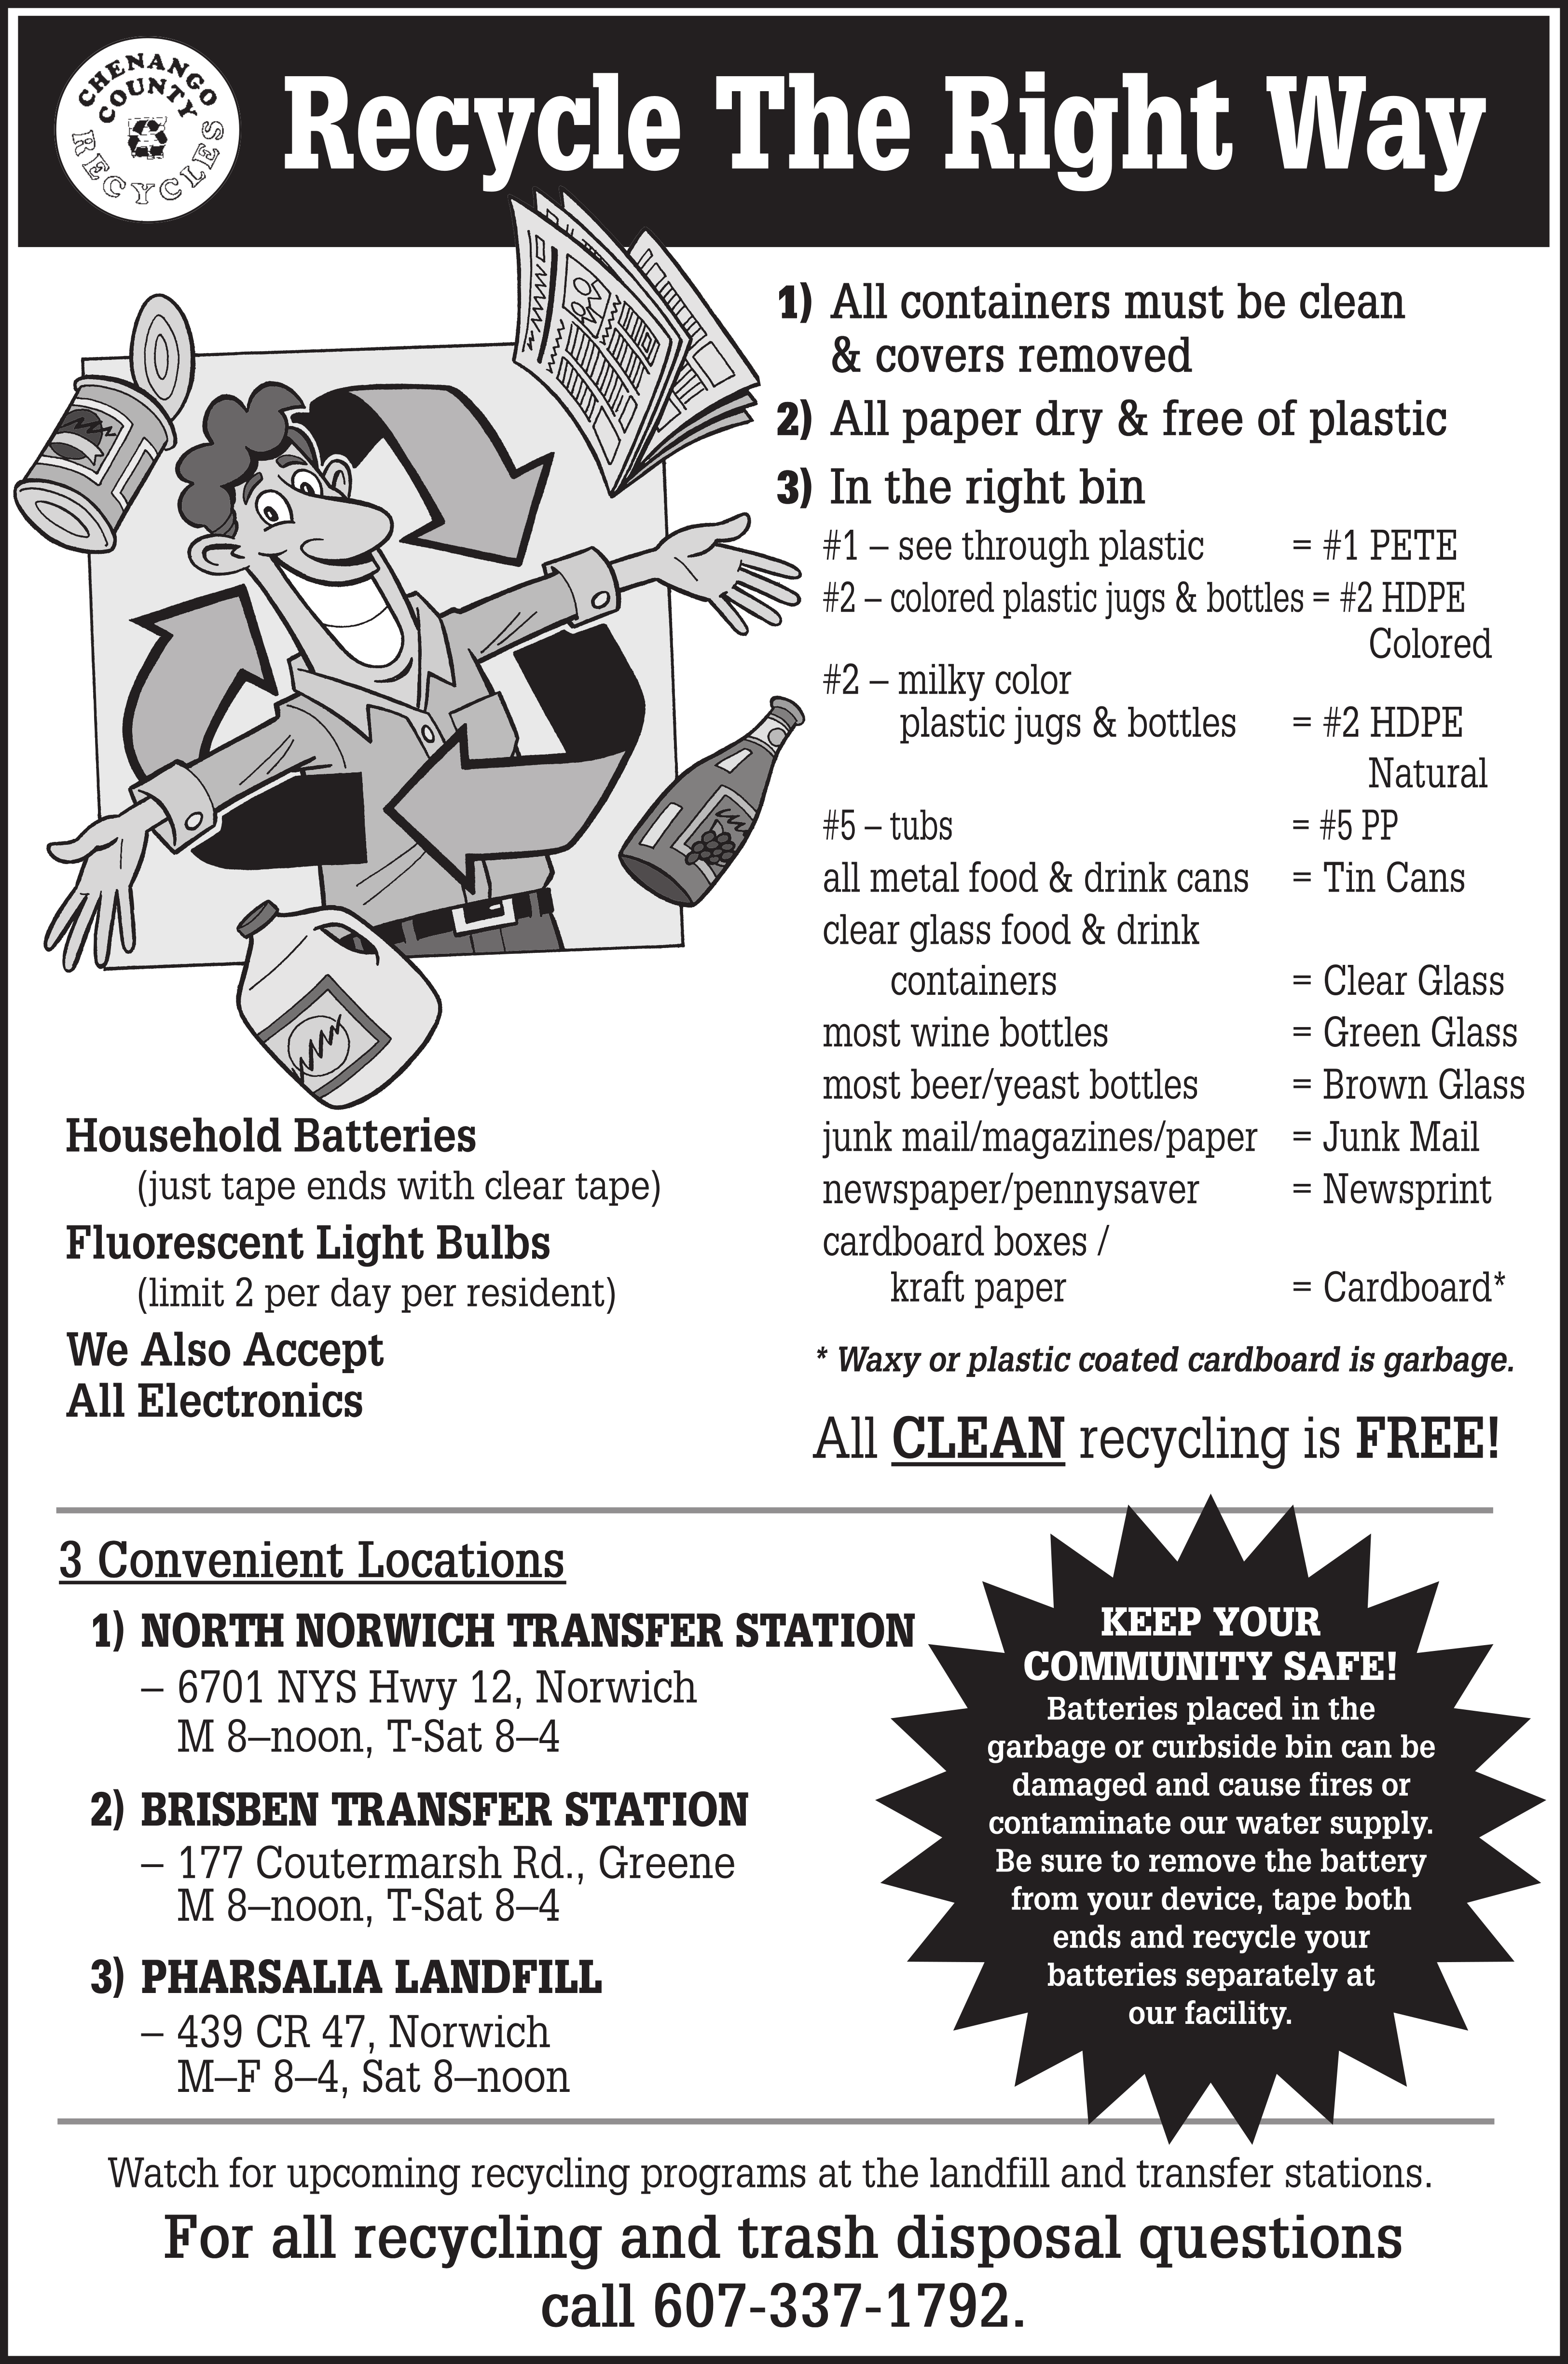 CHENANGO
COUNTY
RECYCLES
Recycle The Right Way
1) All containers must be clean
& covers removed
2) All paper dry & free of plastic
3) In the right bin
#1 – see through plastic = #1 PETE
#2 – colored plastic jugs & bottles = #2 HDPE
Colored
#2 – milky color
plastic jugs & bottles = #2 HDPE
Natural
#5 – tubs = #5 PP
all metal food & drink cans = Tin Cans
clear glass food & drink
containers = Clear Glass
most wine bottles = Green Glass
most beer/yeast bottles = Brown Glass
junk mail/magazines/paper = Junk Mail
newspaper/pennysaver = Newsprint
cardboard boxes /
kraft paper = Cardboard*
* Waxy or plastic coated cardboard is garbage.
All CLEAN recycling is FREE!
Household Batteries
(just tape ends with clear tape)
Fluorescent Light Bulbs
(limit 2 per day per resident)
We Also Accept
All Electronics
3 Convenient Locations
1) NORTH NORWICH TRANSFER STATION
– 6701 NYS Hwy 12, Norwich
M 8–noon, T-Sat 8–4
2) BRISBEN TRANSFER STATION
– 177 Coutermarsh Rd., Greene
M 8–noon, T-Sat 8–4
3) PHARSALIA LANDFILL
– 439 CR 47, Norwich
M–F 8–4, Sat 8–noon
KEEP YOUR
COMMUNITY SAFE!
Batteries placed in the
garbage or curbside bin can be
damaged and cause fires or
contaminate our water supply.
Be sure to remove the battery
from your device, tape both
ends and recycle your
batteries separately at
our facility.
Watch for upcoming recycling programs at the landfill and transfer stations.
For all recycling and trash disposal questions
call 607-337-1792.